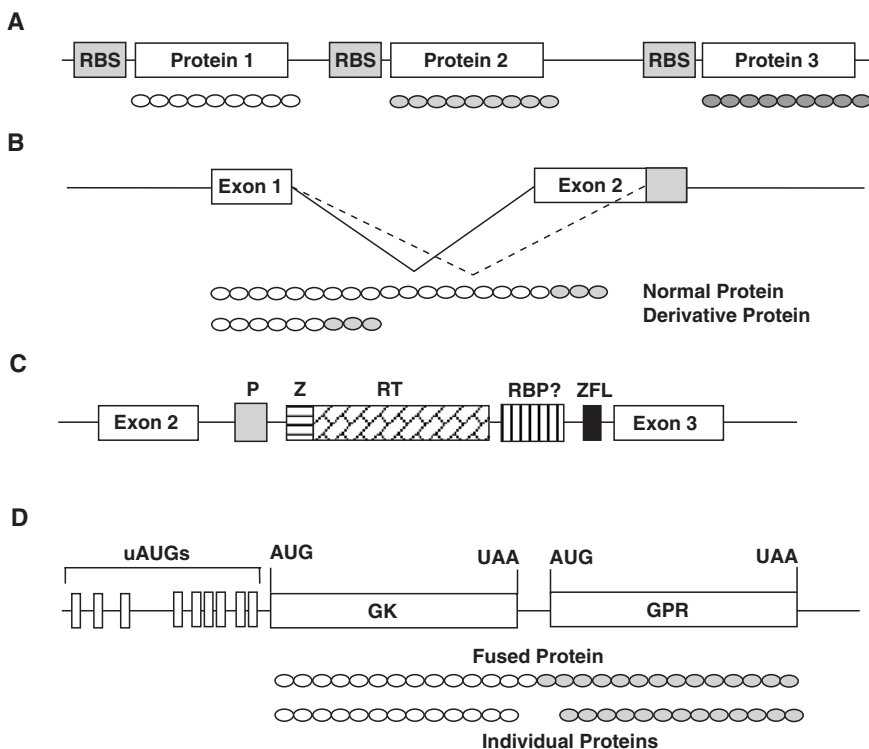 A
RBS Protein 1 RBS Protein 2 RBS Protein 3
B
Exon 1 Exon 2
Normal Protein
Derivative Protein
C
P Z RT RBP? ZFL
Exon 2 Exon 3
D
uAUGs AUG UAA AUG UAA
GK GPR
Fused Protein
Individual Proteins